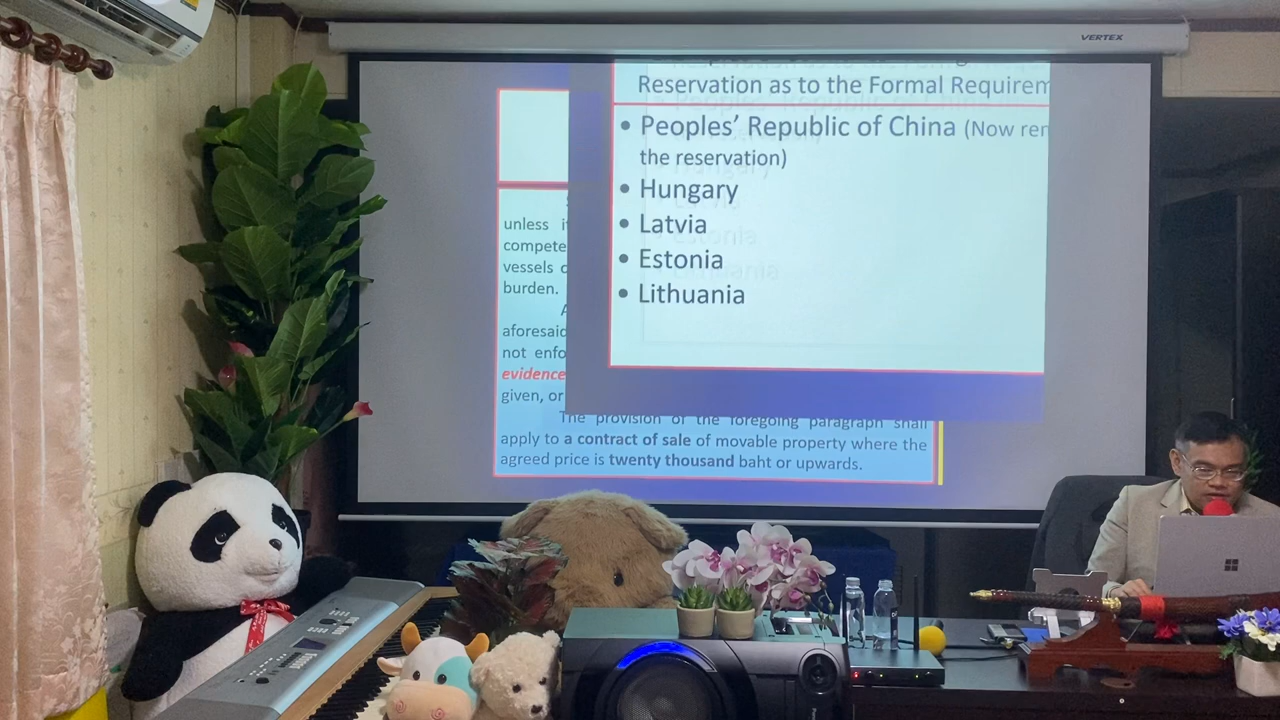 VERTEX
Reservation as to the Formal Requirem
• Peoples’ Republic of China (Now rer
the reservation)
• Hungary
• Latvia
• Estonia
• Lithuania
unless i
compete
vessels
burden.
aforesaid
not enfo
evidence
given, or
The provision of the foregoing paragraph shall
apply to a contract of sale of movable property where the
agreed price is twenty thousand baht or upwards.